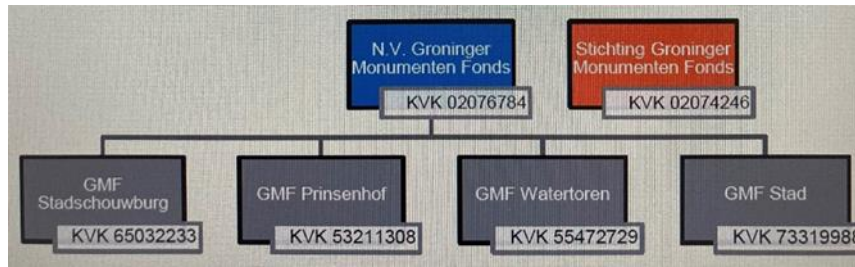 N.V. Groninger
Monumenten Fonds
KVK 02076784
Stichting Groninger
Monumenten Fonds
KVK 02074246
GMF
Stadschouwburg
KVK 65032233
GMF Prinsenhof
KVK 53211308
GMF Watertoren
KVK 55472729
GMF Stad
KVK 73319988